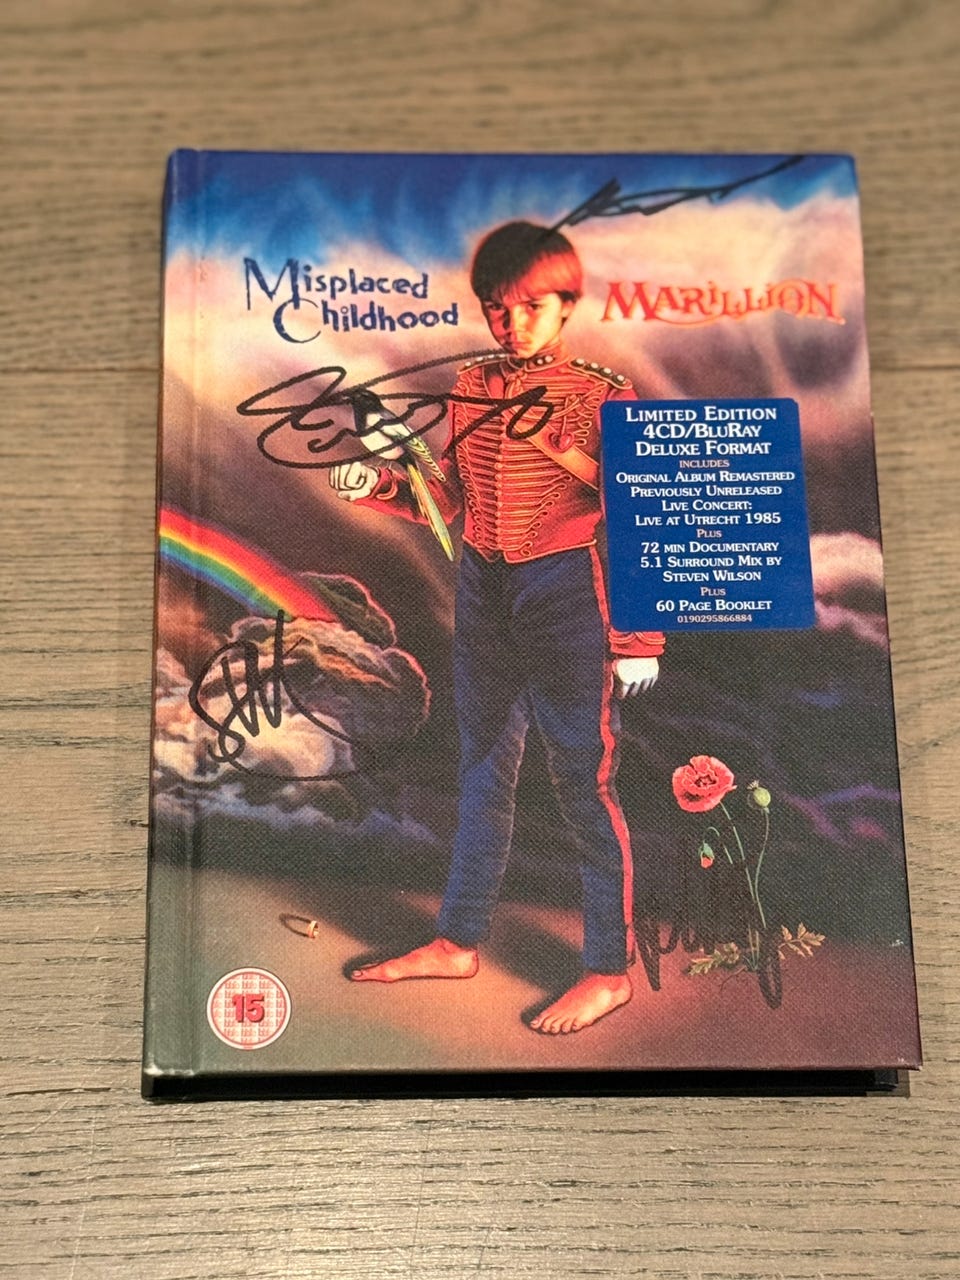 Misplaced
Childhood
MARILLION
LIMITED EDITION
4CD/BLURAY
DELUXE FORMAT
INCLUDES
ORIGINAL ALBUM REMASTERED
PREVIOUSLY UNRELEASED
LIVE CONCERT:
LIVE AT UTRECHT 1985
PLUS
72 MIN DOCUMENTARY
5.1 SURROUND MIX BY
STEVEN WILSON
PLUS
60 PAGE BOOKLET
0190295866884
15